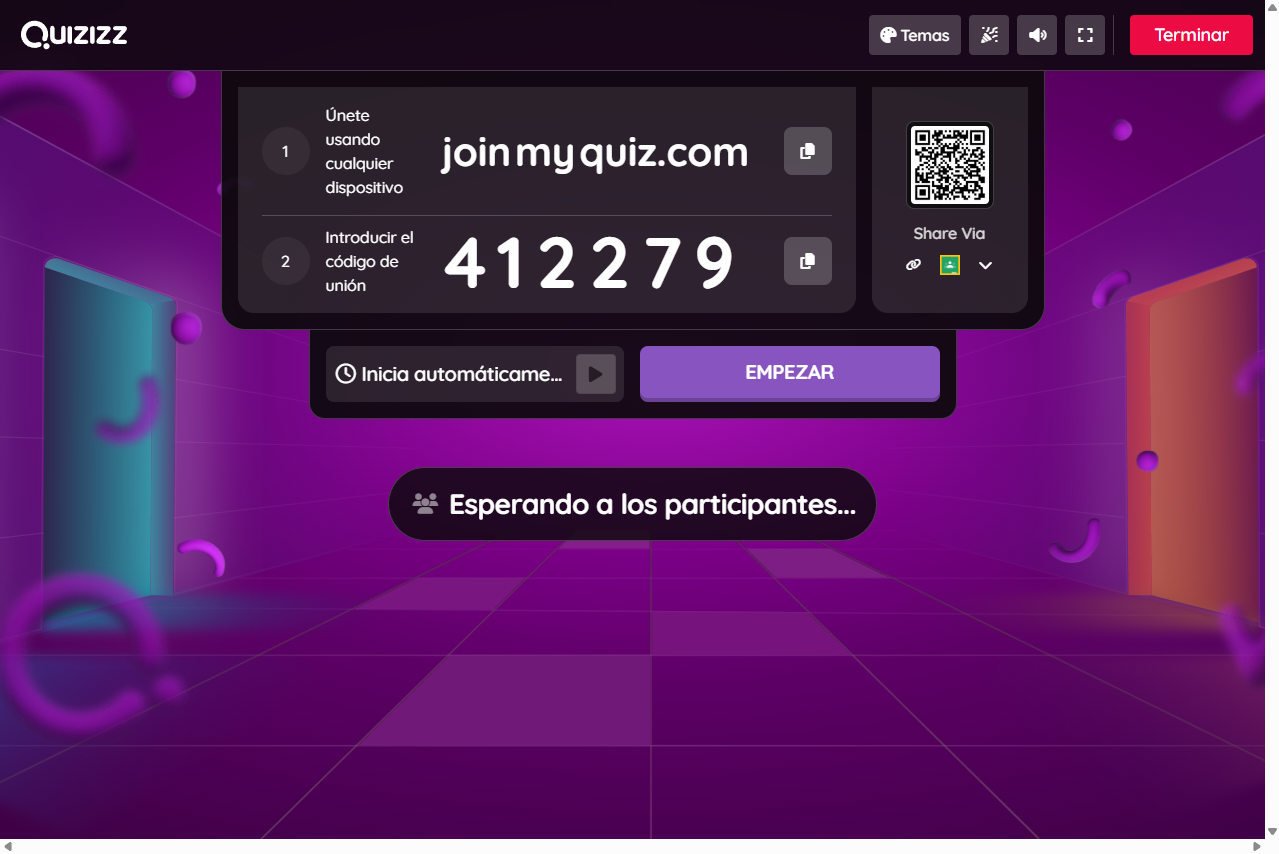 Quizizz
Temas
Terminar
1
Únete
usando
cualquier
dispositivo
joinmyquiz.com
2
Introducir el
código de
unión
412279
Share Via
Inicia automáticame...
EMPEZAR
Esperando a los participantes...